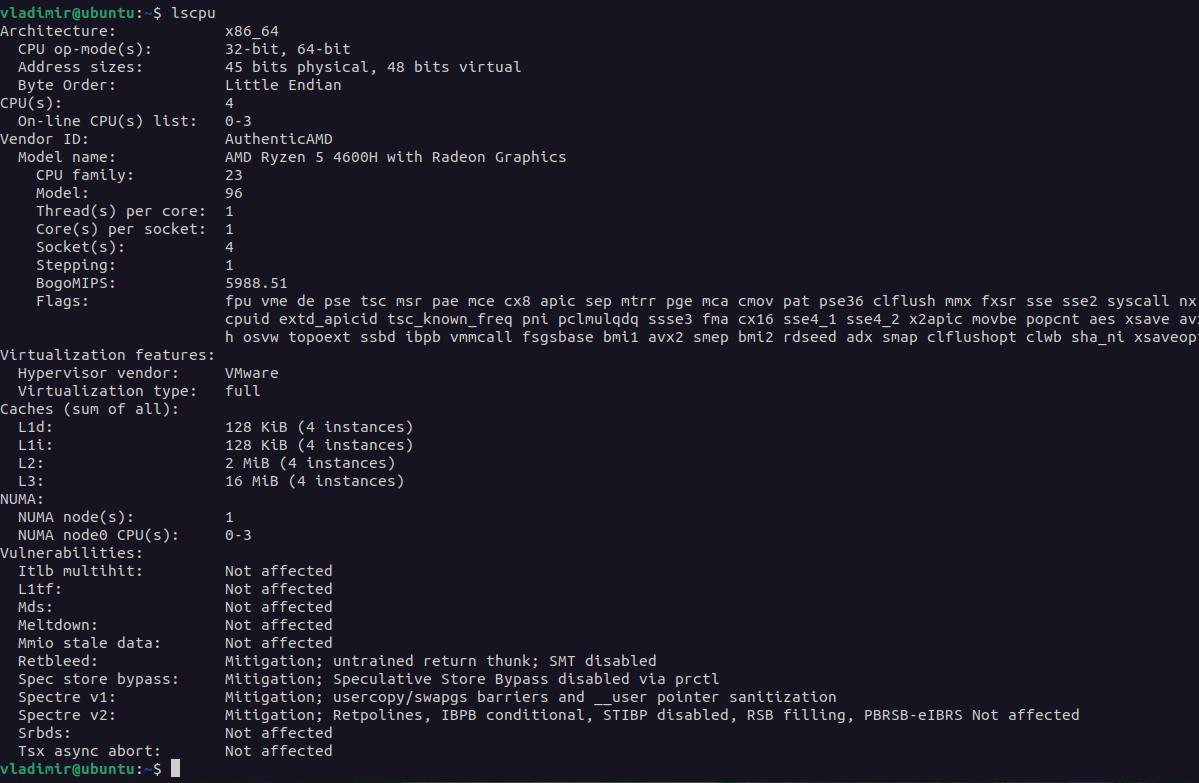 vladimir@ubuntu:~$ lscpu
Architecture: x86_64
CPU op-mode(s): 32-bit, 64-bit
Address sizes: 45 bits physical, 48 bits virtual
Byte Order: Little Endian
CPU(s): 4
On-line CPU(s) list: 0-3
Vendor ID: AuthenticAMD
Model name: AMD Ryzen 5 4600H with Radeon Graphics
CPU family: 23
Model: 96
Thread(s) per core: 1
Core(s) per socket: 1
Socket(s): 4
Stepping: 1
BogoMIPS: 5988.51
Flags: fpu vme de pse tsc msr pae mce cx8 apic sep mtrr pge mca cmov pat pse36 clflush mmx fxsr sse sse2 syscall nx
cpuid extd_apicid tsc_known_freq pni pclmulqdq ssse3 fma cx16 sse4_1 sse4_2 x2apic movbe popcnt aes xsave av
h osvw topoext ssbd ibpb vmmcall fsgsbase bmi1 avx2 smep bmi2 rdseed adx smap clflushopt clwb sha_ni xsaveop
Virtualization features:
Hypervisor vendor: VMware
Virtualization type: full
Caches (sum of all):
L1d: 128 KiB (4 instances)
L1i: 128 KiB (4 instances)
L2: 2 MiB (4 instances)
L3: 16 MiB (4 instances)
NUMA:
NUMA node(s): 1
NUMA node0 CPU(s): 0-3
Vulnerabilities:
Itlb multihit: Not affected
L1tf: Not affected
Mds: Not affected
Meltdown: Not affected
Mmio stale data: Not affected
Retbleed: Mitigation; untrained return thunk; SMT disabled
Spec store bypass: Mitigation; Speculative Store Bypass disabled via prctl
Spectre v1: Mitigation; usercopy/swapgs barriers and __user pointer sanitization
Spectre v2: Mitigation; Retpolines, IBPB conditional, STIBP disabled, RSB filling, PBRSB-eIBRS Not affected
Srbds: Not affected
Tsx async abort: Not affected
vladimir@ubuntu:~$